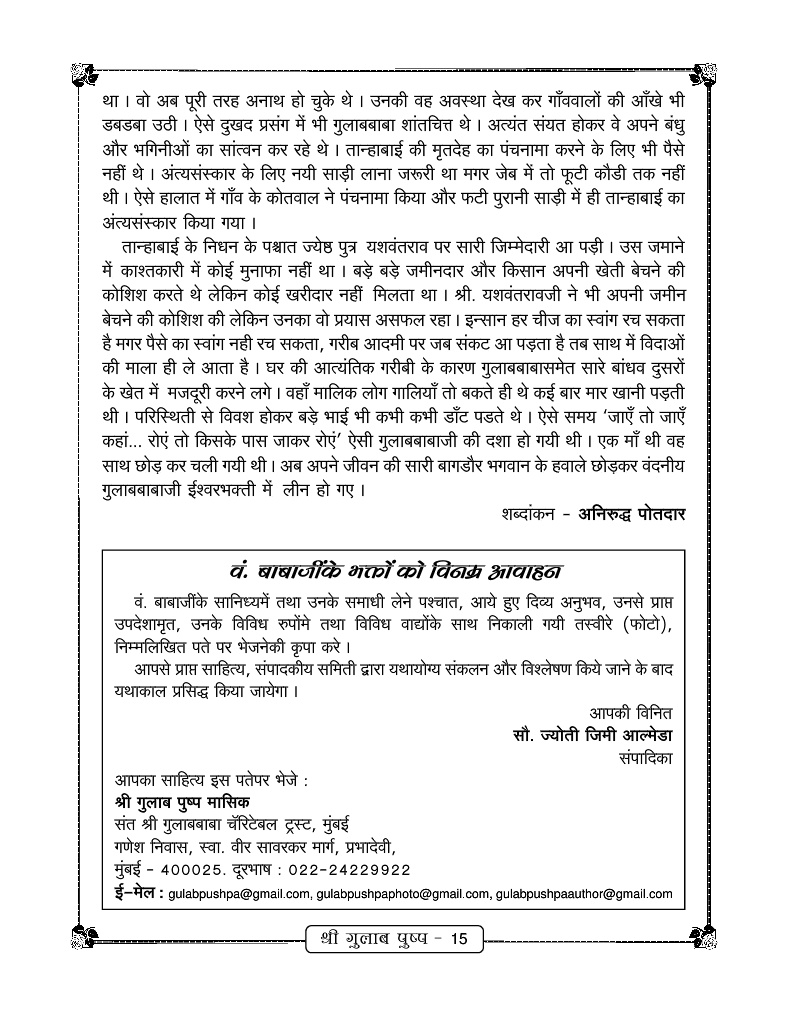 था । वो अब पूरी तरह अनाथ हो चुके थे । उनकी वह अवस्था देख कर गाँववालों की आँखे भी
डबडबा उठी । ऐसे दुखद प्रसंग में भी गुलाबबाबा शांतचित्त थे । अत्यंत संयत होकर वे अपने बंधु
और भगिनीओं का सांत्वन कर रहे थे । तान्हाबाई की मृतदेह का पंचनामा करने के लिए भी पैसे
नहीं थे । अंत्यसंस्कार के लिए नयी साड़ी लाना जरूरी था मगर जेब में तो फूटी कौडी तक नहीं
थी । ऐसे हालात में गाँव के कोतवाल ने पंचनामा किया और फटी पुरानी साड़ी में ही तान्हाबाई का
अंत्यसंस्कार किया गया ।
तान्हाबाई के निधन के पश्चात ज्येष्ठ पुत्र यशवंतराव पर सारी जिम्मेदारी आ पड़ी । उस जमाने
में काश्तकारी में कोई मुनाफा नहीं था । बड़े बड़े जमीनदार और किसान अपनी खेती बेचने की
कोशिश करते थे लेकिन कोई खरीदार नहीं मिलता था । श्री. यशवंतरावजी ने भी अपनी जमीन
बेचने की कोशिश की लेकिन उनका वो प्रयास असफल रहा । इन्सान हर चीज का स्वांग रच सकता
है मगर पैसे का स्वांग नही रच सकता, गरीब आदमी पर जब संकट आ पड़ता है तब साथ में विदाओं
की माला ही ले आता है । घर की आत्यंतिक गरीबी के कारण गुलाबबाबासमेत सारे बांधव दुसरों
के खेत में मजदूरी करने लगे । वहाँ मालिक लोग गालियाँ तो बकते ही थे कई बार मार खानी पड़ती
थी । परिस्थिती से विवश होकर बड़े भाई भी कभी कभी डाँट पडते थे । ऐसे समय ‘जाएँ तो जाएँ
कहां... रोएं तो किसके पास जाकर रोएं’ ऐसी गुलाबबाबाजी की दशा हो गयी थी । एक माँ थी वह
साथ छोड़ कर चली गयी थी । अब अपने जीवन की सारी बागडौर भगवान के हवाले छोड़कर वंदनीय
गुलाबबाबाजी ईश्वरभक्ती में लीन हो गए ।
शब्दांकन - अनिरुद्ध पोतदार
वं. बाबाजींके भक्तों को विनम्र आवाहन
वं. बाबाजींके सानिध्यमें तथा उनके समाधी लेने पश्चात, आये हुए दिव्य अनुभव, उनसे प्राप्त
उपदेशामृत, उनके विविध रुपोंमे तथा विविध वाद्योंके साथ निकाली गयी तस्वीरे (फोटो),
निम्मलिखित पते पर भेजनेकी कृपा करे ।
आपसे प्राप्त साहित्य, संपादकीय समिती द्वारा यथायोग्य संकलन और विश्लेषण किये जाने के बाद
यथाकाल प्रसिद्ध किया जायेगा ।
आपकी विनित
सौ. ज्योती जिमी आल्मेडा
संपादिका
आपका साहित्य इस पतेपर भेजे :
श्री गुलाब पुष्प मासिक
संत श्री गुलाबबाबा चॅरिटेबल ट्रस्ट, मुंबई
गणेश निवास, स्वा. वीर सावरकर मार्ग, प्रभादेवी,
मुंबई - 400025. दूरभाष : 022-24229922
ई-मेल : gulabpushpa@gmail.com, gulabpushpaphoto@gmail.com, gulabpushpaauthor@gmail.com
श्री गुलाब पुष्प - 15